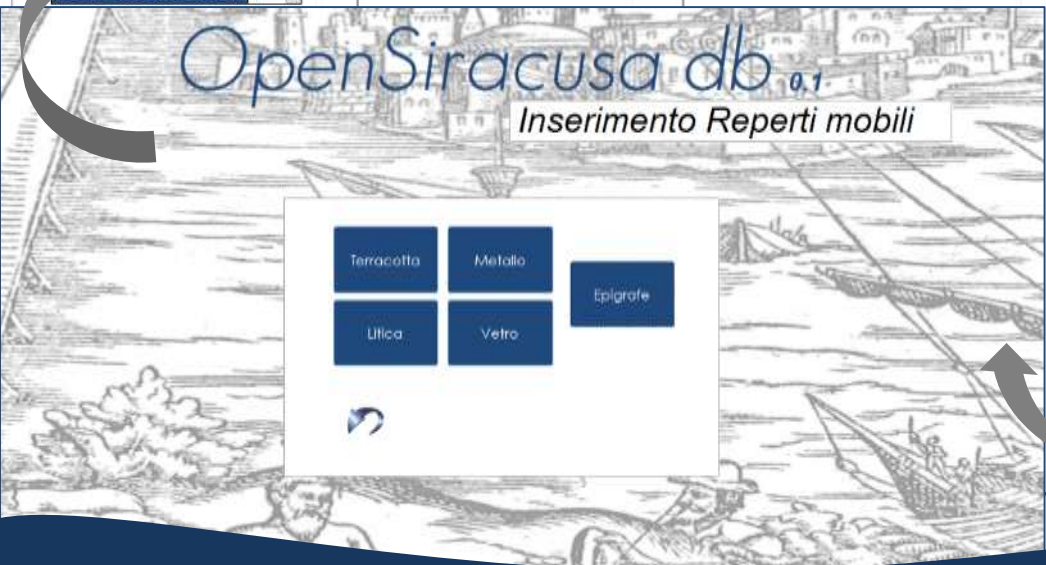 OpenSiracusa db 0.1
Inserimento Reperti mobili
Terracotta
Metallo
Epigrafe
Litica
Vetro